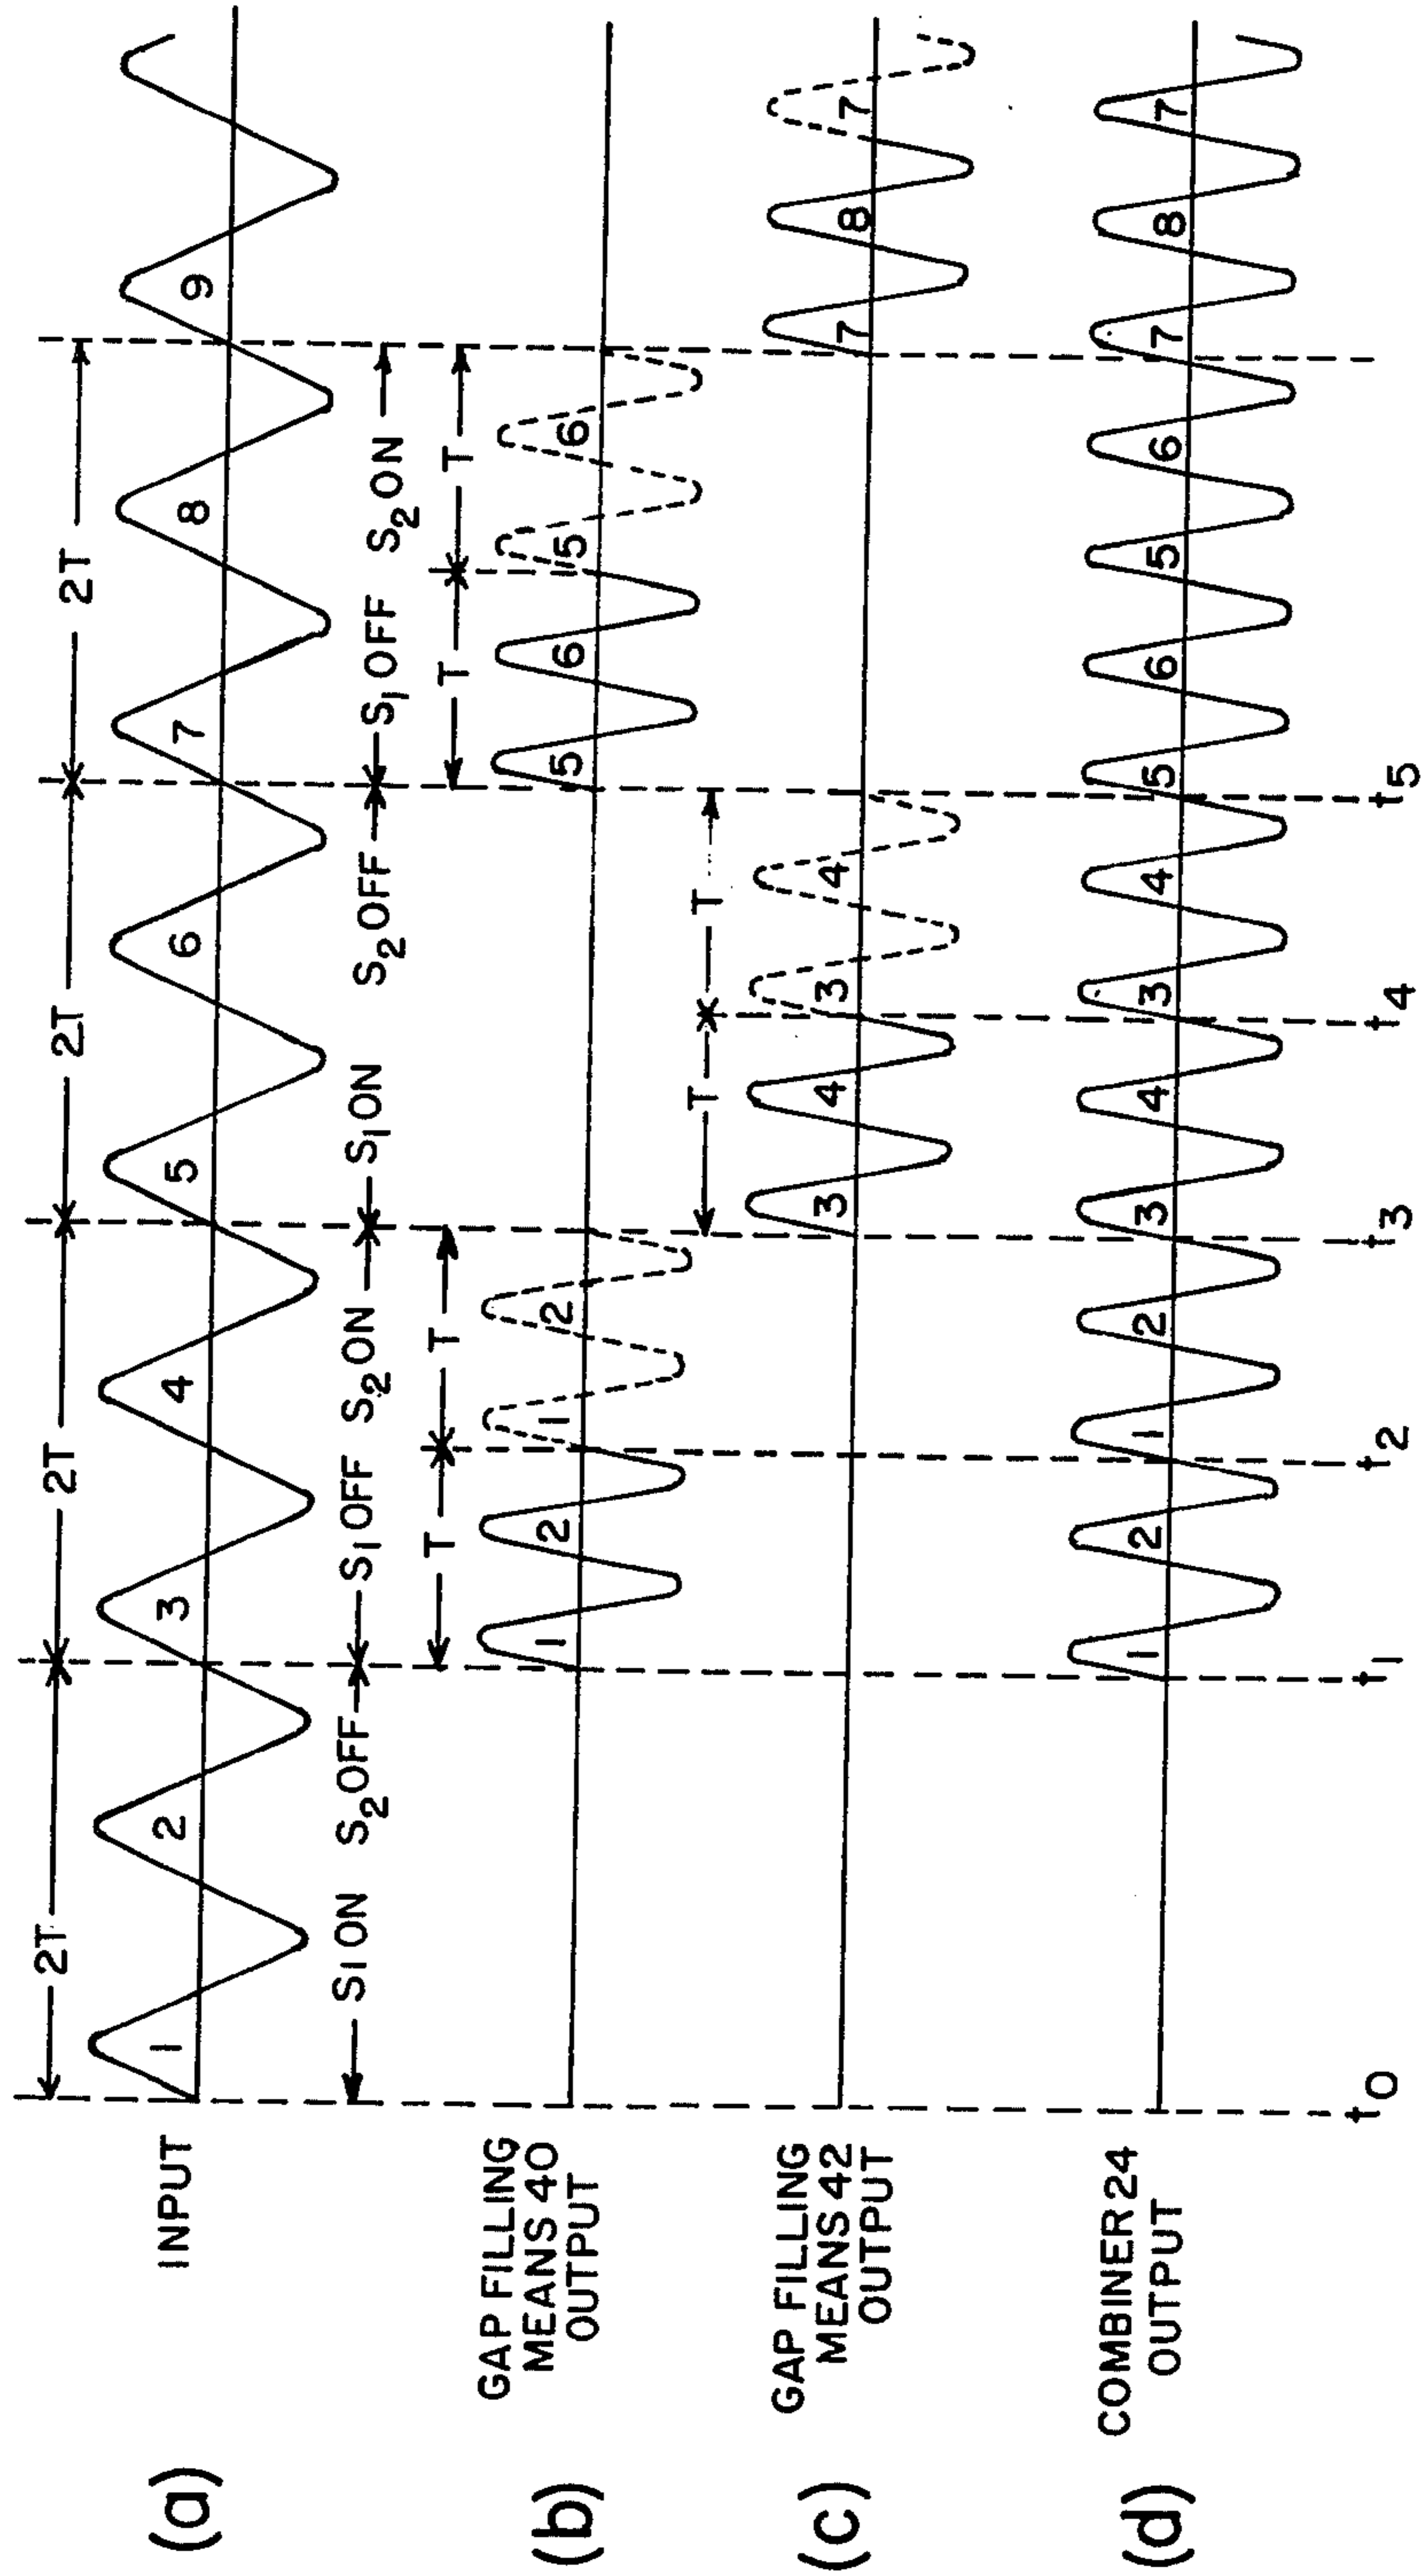 (a) INPUT
2T 2T 2T 2T
1 2 3 4 5 6 7 8 9
S1 ON S2 OFF S1 OFF S2 ON S1 ON S2 OFF S1 OFF S2 ON
(b) GAP FILLING
MEANS 40
OUTPUT
T T T T
1 2 1 2 5 6 5 6
(c) GAP FILLING
MEANS 42
OUTPUT
T T
3 4 3 4 7 8 7
(d) COMBINER 24
OUTPUT
1 2 1 2 3 4 3 4 5 6 5 6 7 8 7
t0 t1 t2 t3 t4 t5